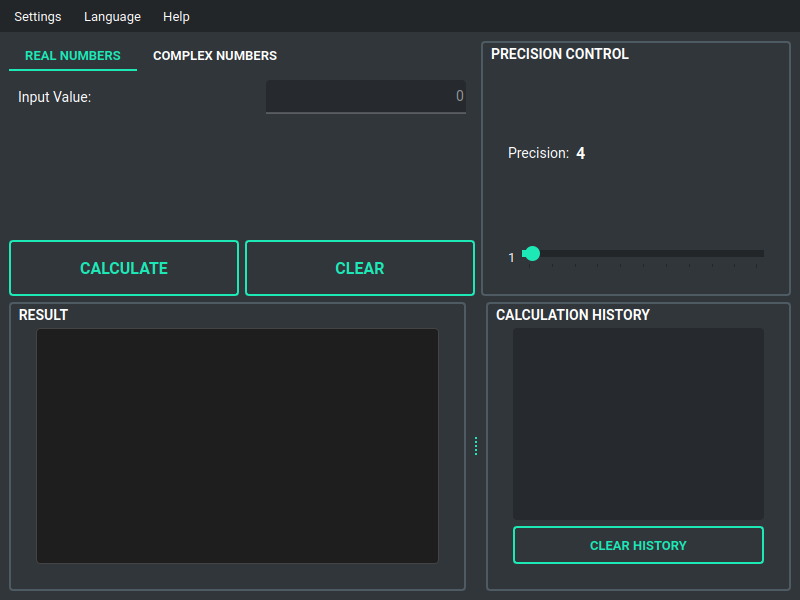 Settings Language Help
REAL NUMBERS COMPLEX NUMBERS
Input Value: 0
CALCULATE CLEAR
PRECISION CONTROL
Precision: 4
1
RESULT
CALCULATION HISTORY
CLEAR HISTORY